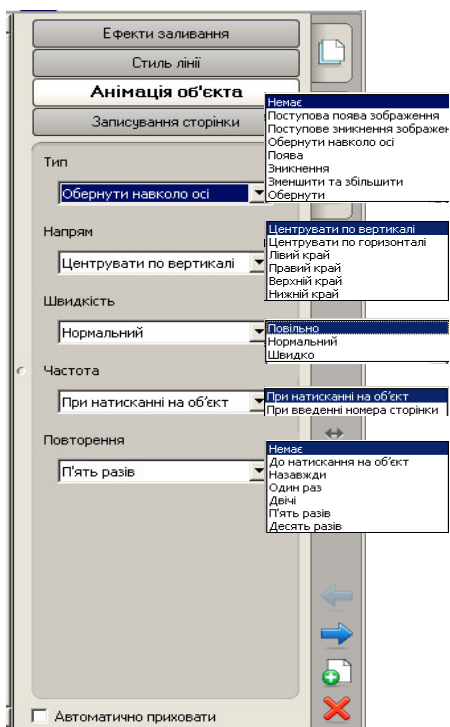 Ефекти заливання
Стиль лінії
Анімація об'єкта
Записування сторінки
Тип
Обернути навколо осі
Немає
Поступова поява зображення
Поступове зникнення зображен
Обернути навколо осі
Поява
Зникнення
Зменшити та збільшити
Обернути
Напрям
Центрувати по вертикалі
Центрувати по вертикалі
Центрувати по горизонталі
Лівий край
Правий край
Верхній край
Нижній край
Швидкість
Нормальний
Повільно
Нормальний
Швидко
Частота
При натисканні на об'єкт
При натисканні на об'єкт
При введенні номера сторінки
Повторення
П'ять разів
Немає
До натискання на об'єкт
Назавжди
Один раз
Двічі
П'ять разів
Десять разів
Автоматично приховати